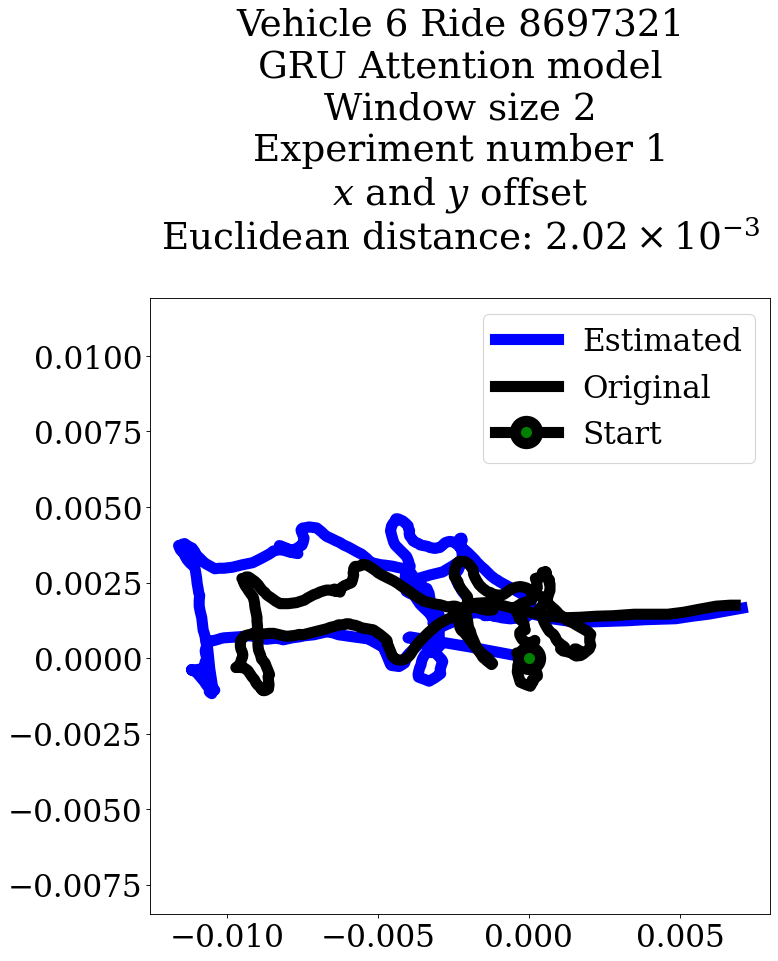 Vehicle 6 Ride 8697321
GRU Attention model
Window size 2
Experiment number 1
x and y offset
Euclidean distance: 2.02 × 10⁻³
Estimated
Original
Start
0.0100
0.0075
0.0050
0.0025
0.0000
−0.0025
−0.0050
−0.0075
−0.010 −0.005 0.000 0.005